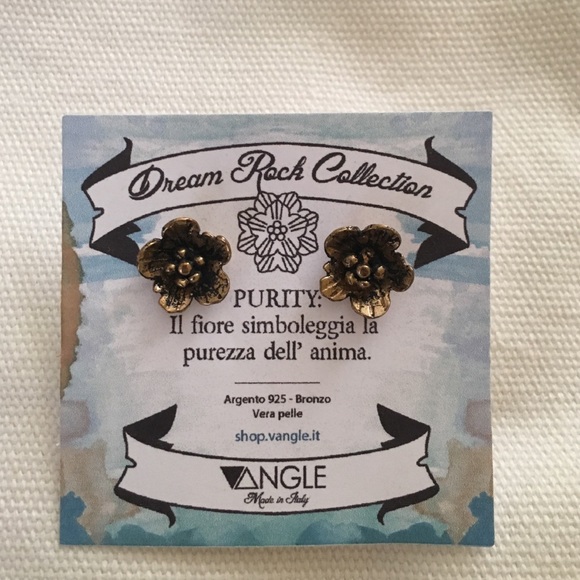 Dream Rock Collection
PURITY:
Il fiore simboleggia la
purezza dell' anima.
Argento 925 - Bronzo
Vera pelle
shop.vangle.it
VANGLE
Made in Italy